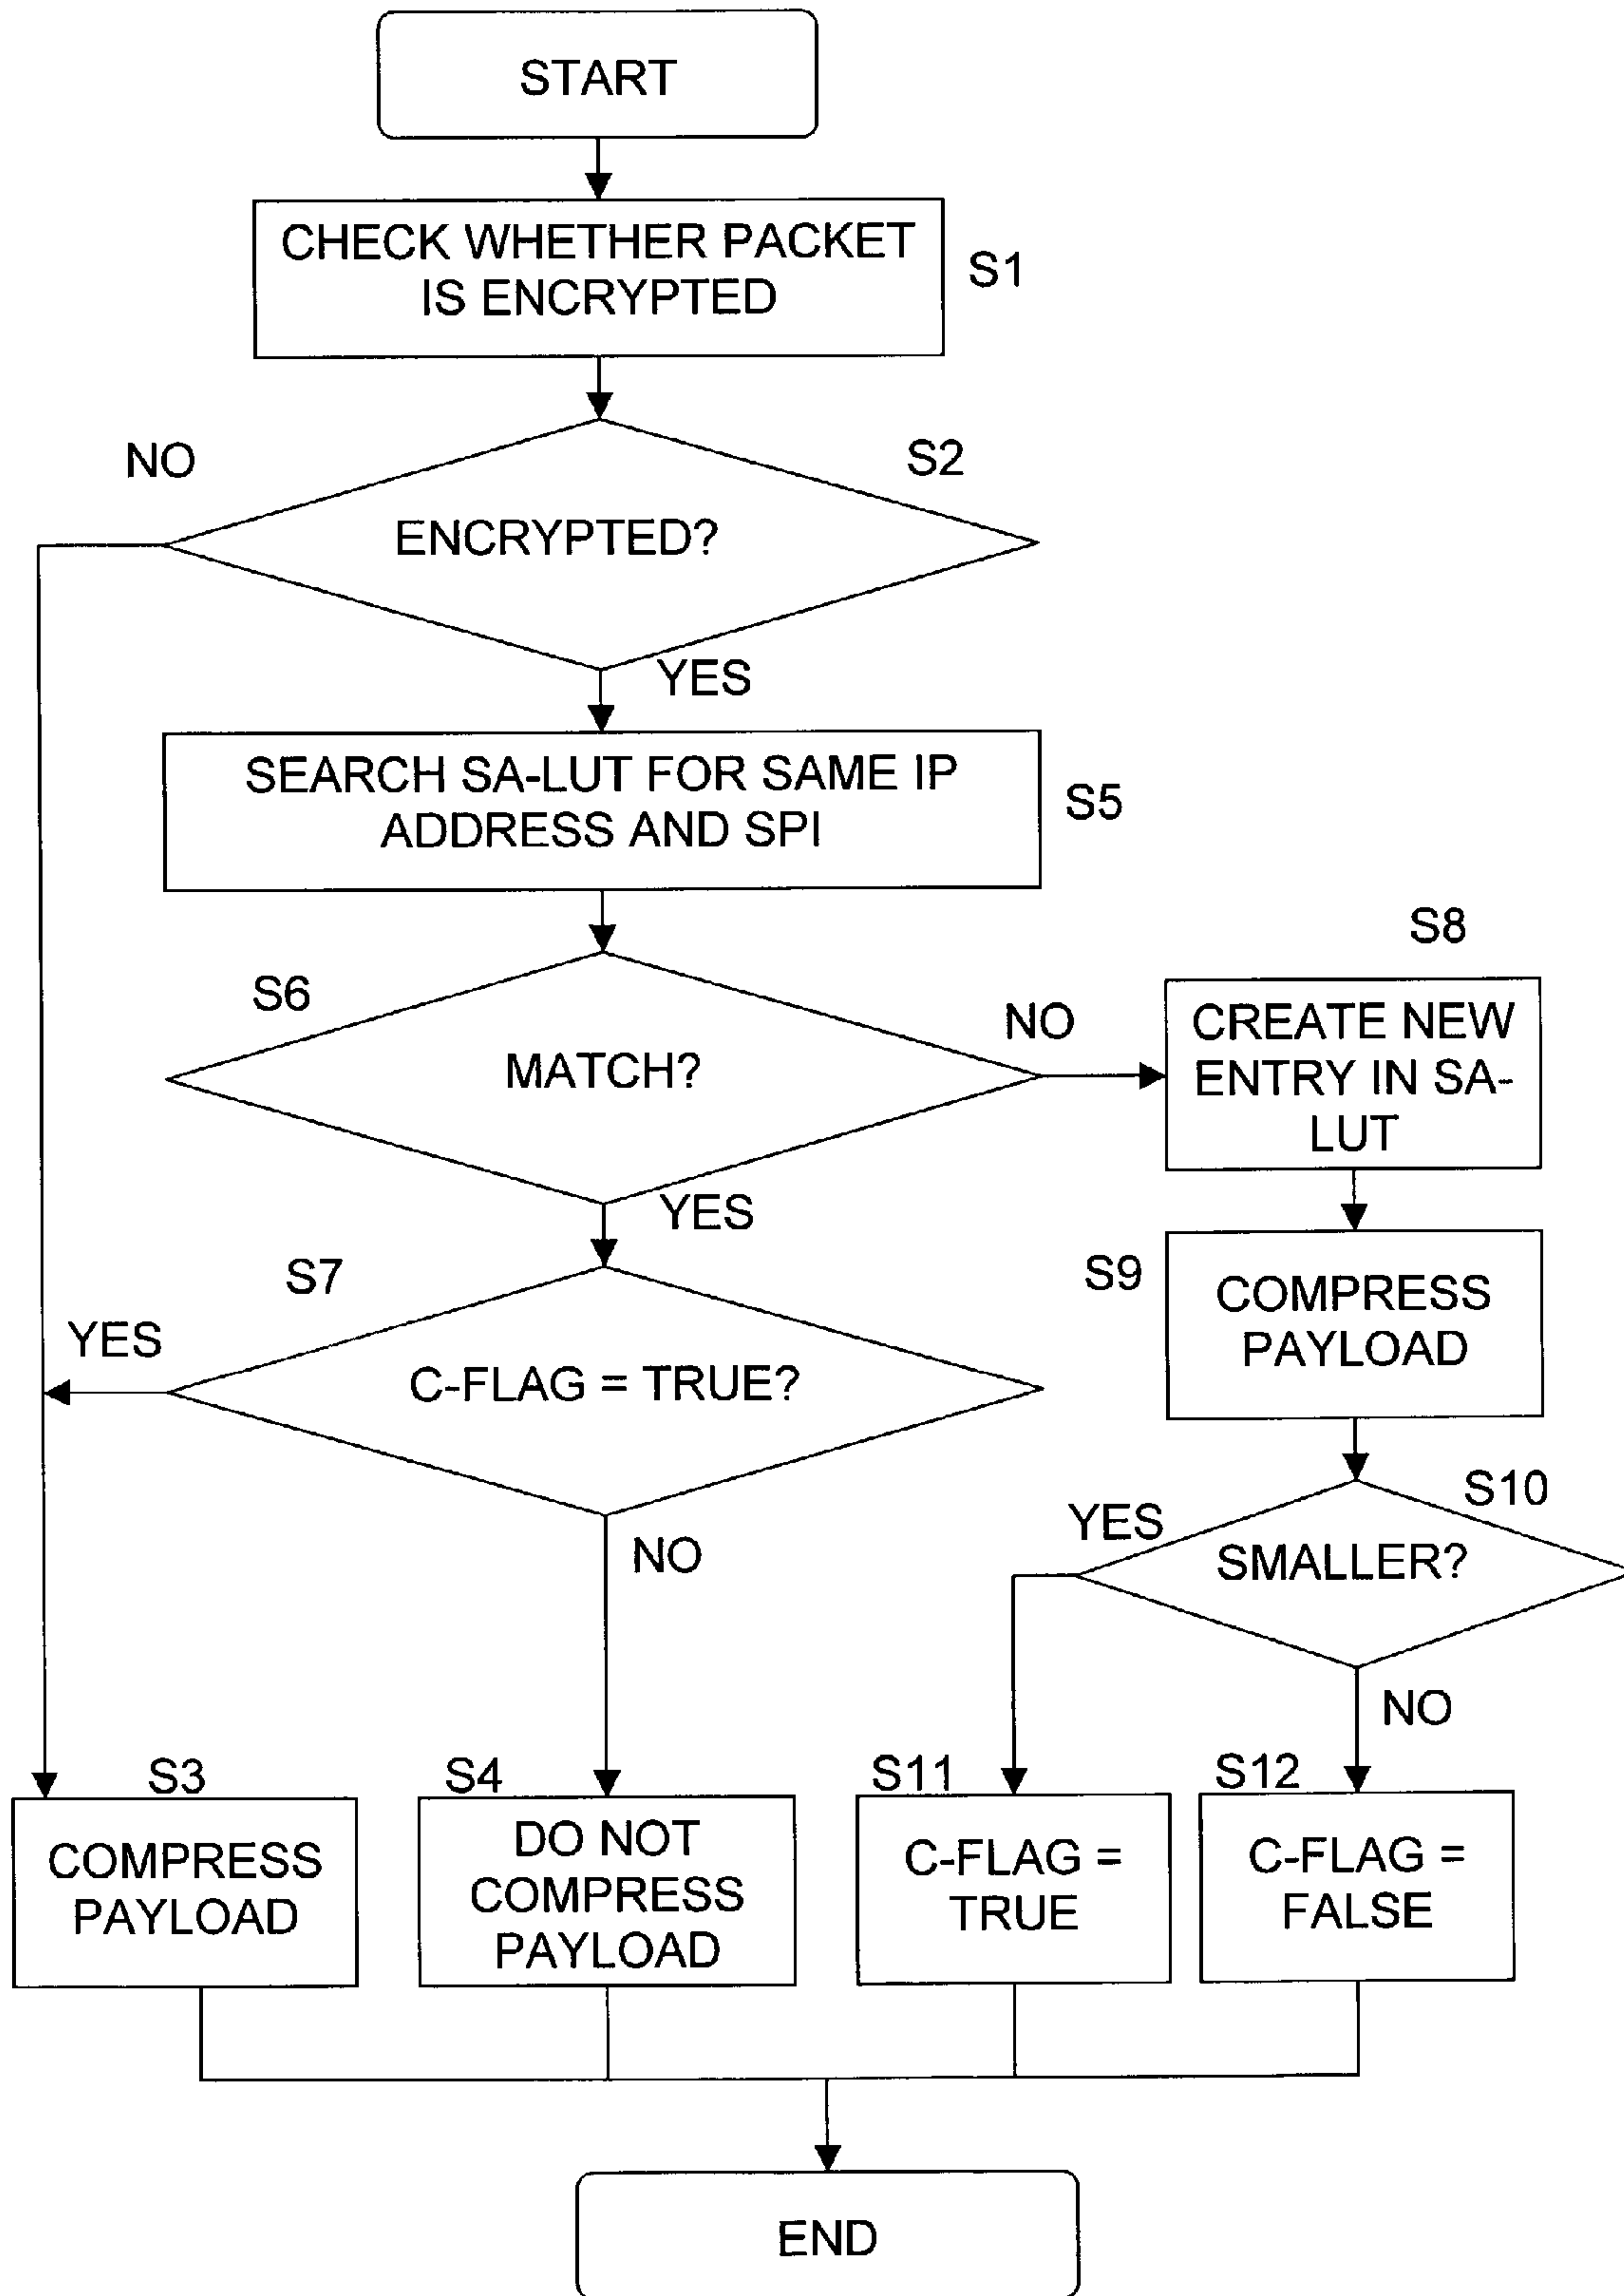 START
CHECK WHETHER PACKET
IS ENCRYPTED
S1
NO
S2
ENCRYPTED?
YES
SEARCH SA-LUT FOR SAME IP
ADDRESS AND SPI
S5
S6
MATCH?
NO
YES
S8
CREATE NEW
ENTRY IN SA-
LUT
S7
YES
C-FLAG = TRUE?
NO
S9
COMPRESS
PAYLOAD
S10
YES
SMALLER?
NO
S3
COMPRESS
PAYLOAD
S4
DO NOT
COMPRESS
PAYLOAD
S11
C-FLAG =
TRUE
S12
C-FLAG =
FALSE
END